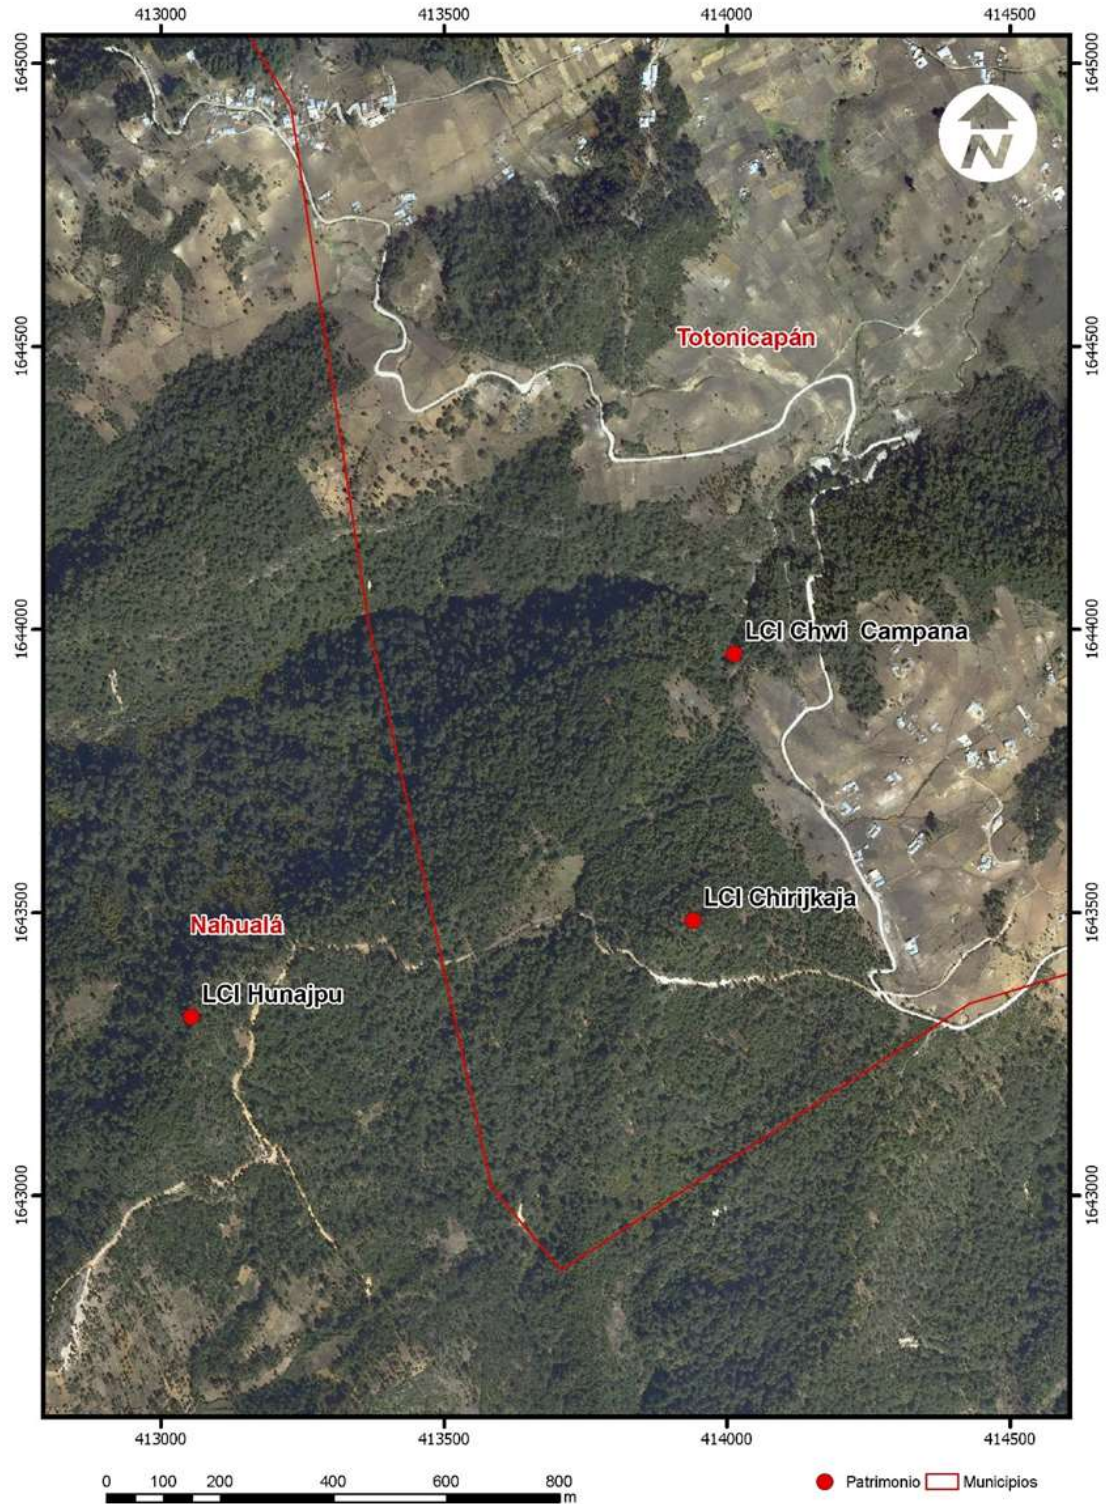 413000 413500 414000 414500
1645000 1645000
N
Totonicapán
1644500 1644500
LCI Chwi Campana
1644000 1644000
LCI Chirijkaja
1643500 1643500
Nahualá
LCI Hunajpu
1643000 1643000
413000 413500 414000 414500
0 100 200 400 600 800
m
Patrimonio Municipios